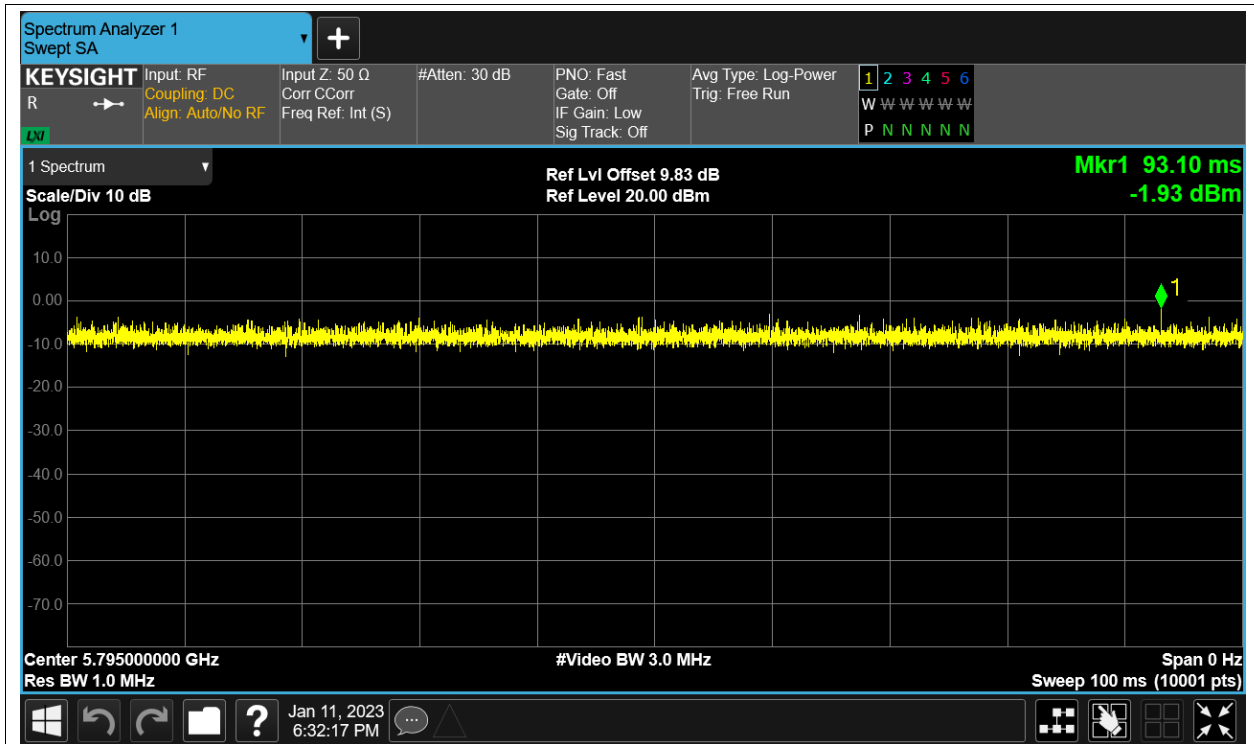 Spectrum Analyzer 1
Swept SA
KEYSIGHT
R
LXI
Input: RF
Coupling: DC
Align: Auto/No RF
Input Z: 50 Ω
Corr CCorr
Freq Ref: Int (S)
#Atten: 30 dB
PNO: Fast
Gate: Off
IF Gain: Low
Sig Track: Off
Avg Type: Log-Power
Trig: Free Run
1 2 3 4 5 6
W W W W W W
P N N N N N
1 Spectrum
Scale/Div 10 dB
Ref Lvl Offset 9.83 dB
Ref Level 20.00 dBm
Mkr1 93.10 ms
-1.93 dBm
Log
10.0
0.00
-10.0
-20.0
-30.0
-40.0
-50.0
-60.0
-70.0
1
Center 5.795000000 GHz
Res BW 1.0 MHz
#Video BW 3.0 MHz
Span 0 Hz
Sweep 100 ms (10001 pts)
?
Jan 11, 2023
6:32:17 PM